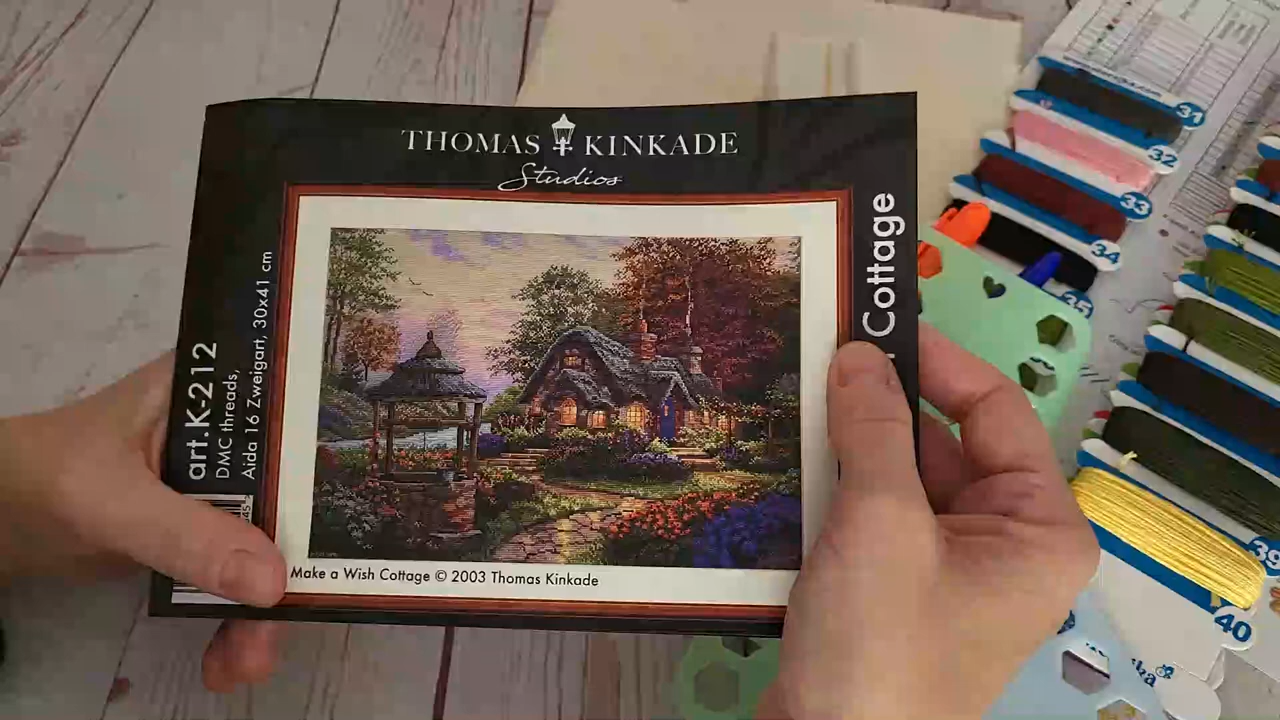 THOMAS KINKADE
Studios
Cottage
art.K-212
DMC threads,
Aida 16 Zweigart, 30x41 cm
Make a Wish Cottage © 2003 Thomas Kinkade
31
32
33
34
35
39
40